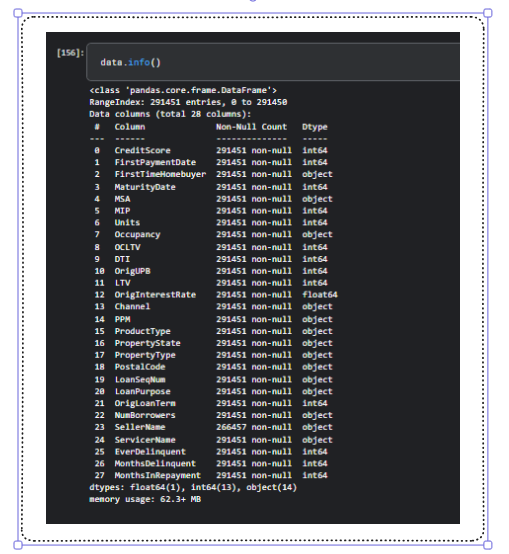 [156]:
data.info()
<class 'pandas.core.frame.DataFrame'>
RangeIndex: 291451 entries, 0 to 291450
Data columns (total 28 columns):
# Column Non-Null Count Dtype
--- ------ -------------- -----
0 CreditScore 291451 non-null int64
1 FirstPaymentDate 291451 non-null int64
2 FirstTimeHomebuyer 291451 non-null object
3 MaturityDate 291451 non-null int64
4 MSA 291451 non-null object
5 MIP 291451 non-null int64
6 Units 291451 non-null int64
7 Occupancy 291451 non-null object
8 OCLTV 291451 non-null int64
9 DTI 291451 non-null int64
10 OrigUPB 291451 non-null int64
11 LTV 291451 non-null int64
12 OrigInterestRate 291451 non-null float64
13 Channel 291451 non-null object
14 PPM 291451 non-null object
15 ProductType 291451 non-null object
16 PropertyState 291451 non-null object
17 PropertyType 291451 non-null object
18 PostalCode 291451 non-null object
19 LoanSeqNum 291451 non-null object
20 LoanPurpose 291451 non-null object
21 OrigLoanTerm 291451 non-null int64
22 NumBorrowers 291451 non-null object
23 SellerName 266457 non-null object
24 ServicerName 291451 non-null object
25 EverDelinquent 291451 non-null int64
26 MonthsDelinquent 291451 non-null int64
27 MonthsInRepayment 291451 non-null int64
dtypes: float64(1), int64(13), object(14)
memory usage: 62.3+ MB